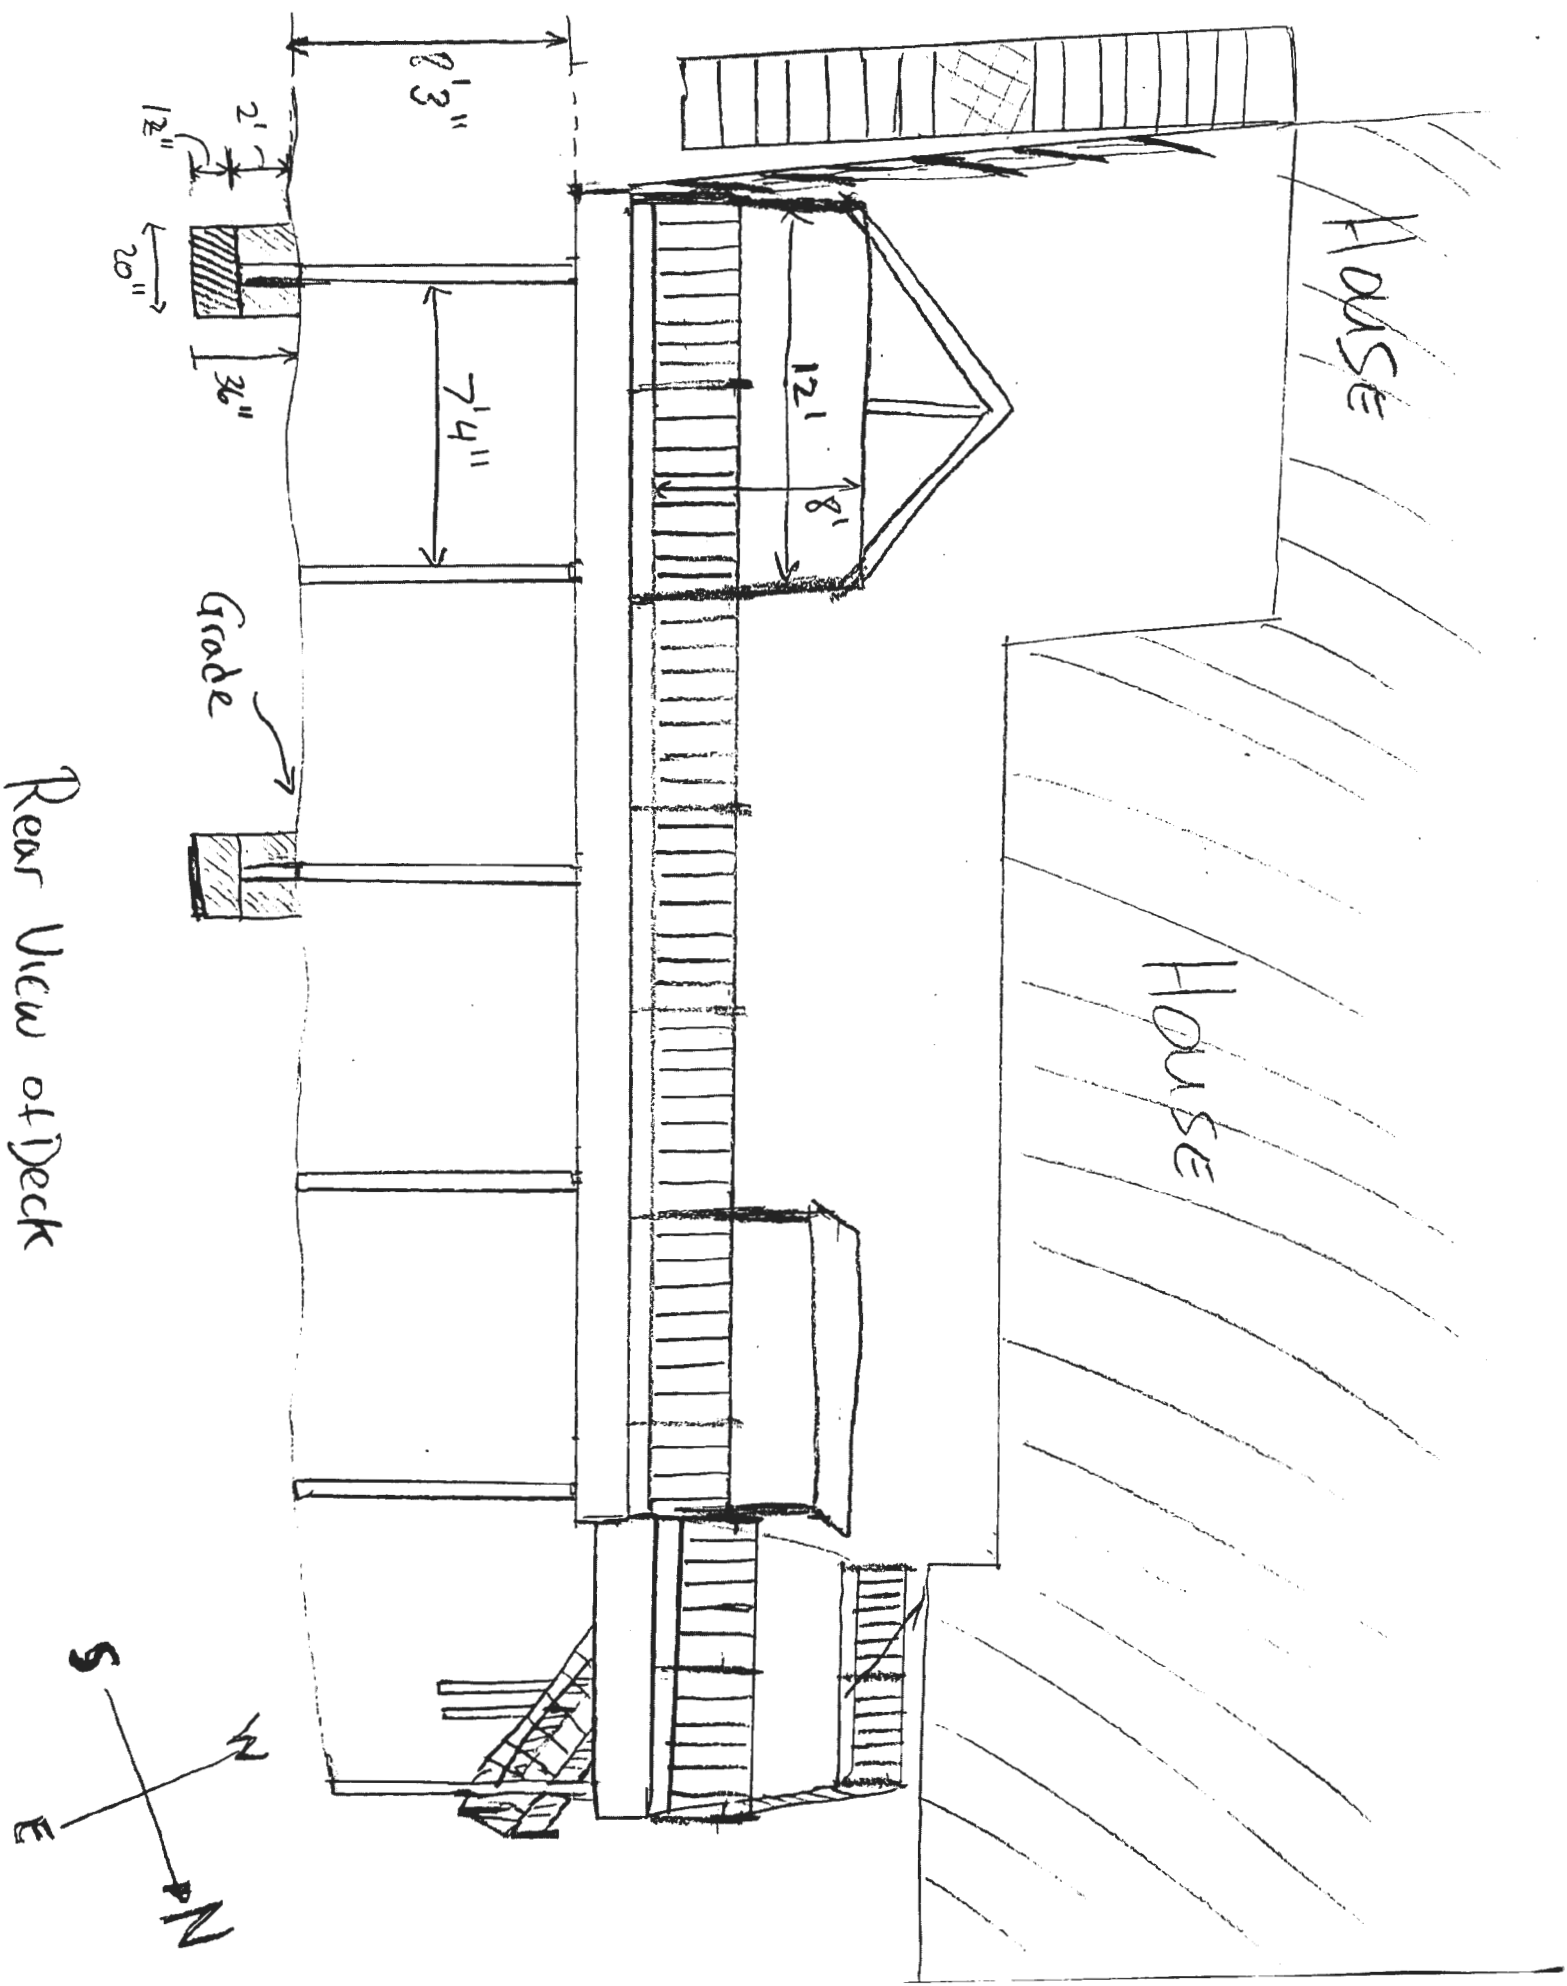 House
House
12'
8'
8'3"
7'4"
2'
12"
20"
36"
Grade
S
W
E
N
Rear View of Deck